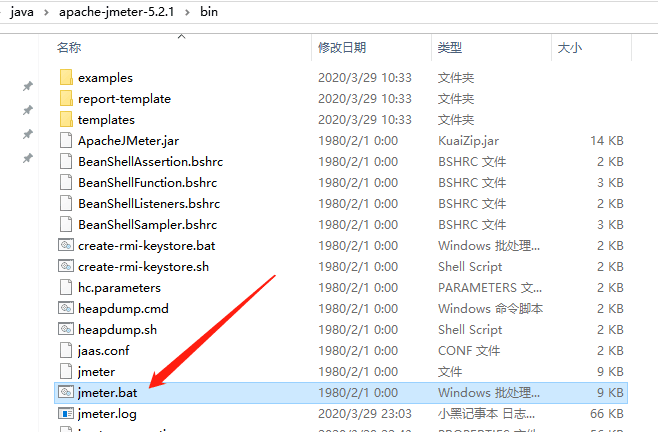 java > apache-jmeter-5.2.1 > bin
名称 修改日期 类型 大小
examples 2020/3/29 10:33 文件夹
report-template 2020/3/29 10:33 文件夹
templates 2020/3/29 10:33 文件夹
ApacheJMeter.jar 1980/2/1 0:00 KuaiZip.jar 14 KB
BeanShellAssertion.bshrc 1980/2/1 0:00 BSHRC 文件 2 KB
BeanShellFunction.bshrc 1980/2/1 0:00 BSHRC 文件 3 KB
BeanShellListeners.bshrc 1980/2/1 0:00 BSHRC 文件 2 KB
BeanShellSampler.bshrc 1980/2/1 0:00 BSHRC 文件 3 KB
create-rmi-keystore.bat 1980/2/1 0:00 Windows 批处理... 2 KB
create-rmi-keystore.sh 1980/2/1 0:00 Shell Script 2 KB
hc.parameters 1980/2/1 0:00 PARAMETERS 文... 2 KB
heapdump.cmd 1980/2/1 0:00 Windows 命令脚本 2 KB
heapdump.sh 1980/2/1 0:00 Shell Script 2 KB
jaas.conf 1980/2/1 0:00 CONF 文件 2 KB
jmeter 1980/2/1 0:00 文件 9 KB
jmeter.bat 1980/2/1 0:00 Windows 批处理... 9 KB
jmeter.log 2020/3/29 23:03 小黑记事本 日志... 66 KB